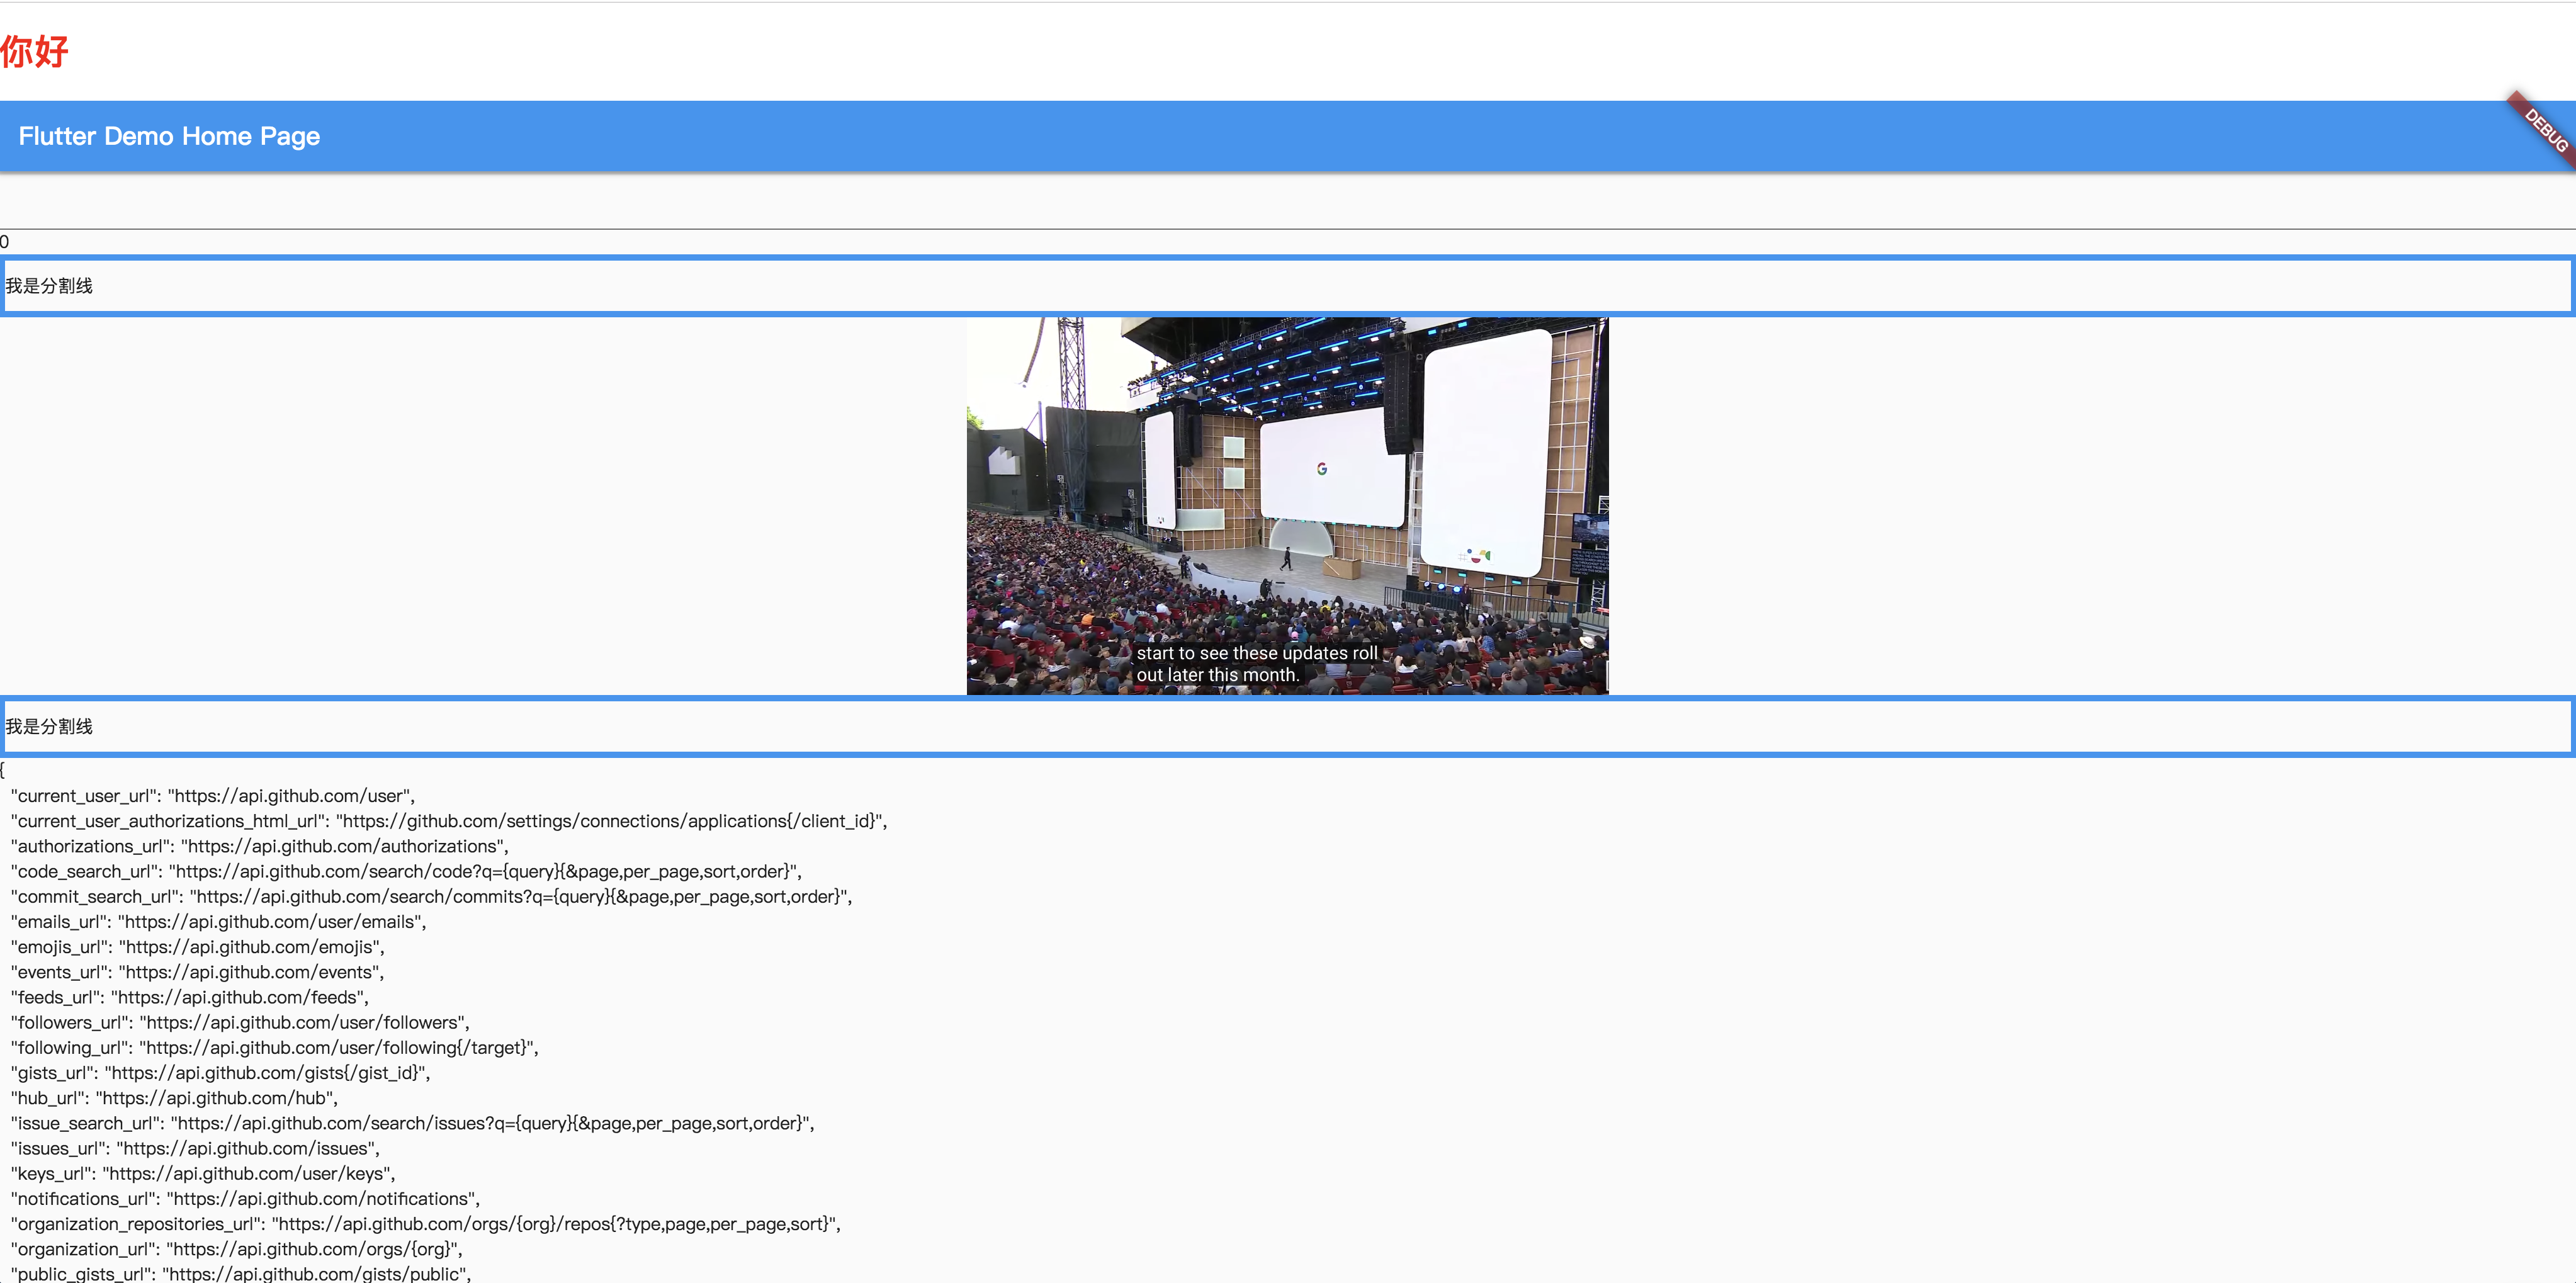 你好
Flutter Demo Home Page
DEBUG
0
我是分割线
G
start to see these updates roll
out later this month.
我是分割线
{
"current_user_url": "https://api.github.com/user",
"current_user_authorizations_html_url": "https://github.com/settings/connections/applications{/client_id}",
"authorizations_url": "https://api.github.com/authorizations",
"code_search_url": "https://api.github.com/search/code?q={query}{&page,per_page,sort,order}",
"commit_search_url": "https://api.github.com/search/commits?q={query}{&page,per_page,sort,order}",
"emails_url": "https://api.github.com/user/emails",
"emojis_url": "https://api.github.com/emojis",
"events_url": "https://api.github.com/events",
"feeds_url": "https://api.github.com/feeds",
"followers_url": "https://api.github.com/user/followers",
"following_url": "https://api.github.com/user/following{/target}",
"gists_url": "https://api.github.com/gists{/gist_id}",
"hub_url": "https://api.github.com/hub",
"issue_search_url": "https://api.github.com/search/issues?q={query}{&page,per_page,sort,order}",
"issues_url": "https://api.github.com/issues",
"keys_url": "https://api.github.com/user/keys",
"notifications_url": "https://api.github.com/notifications",
"organization_repositories_url": "https://api.github.com/orgs/{org}/repos{?type,page,per_page,sort}",
"organization_url": "https://api.github.com/orgs/{org}",
"public_gists_url": "https://api.github.com/gists/public",